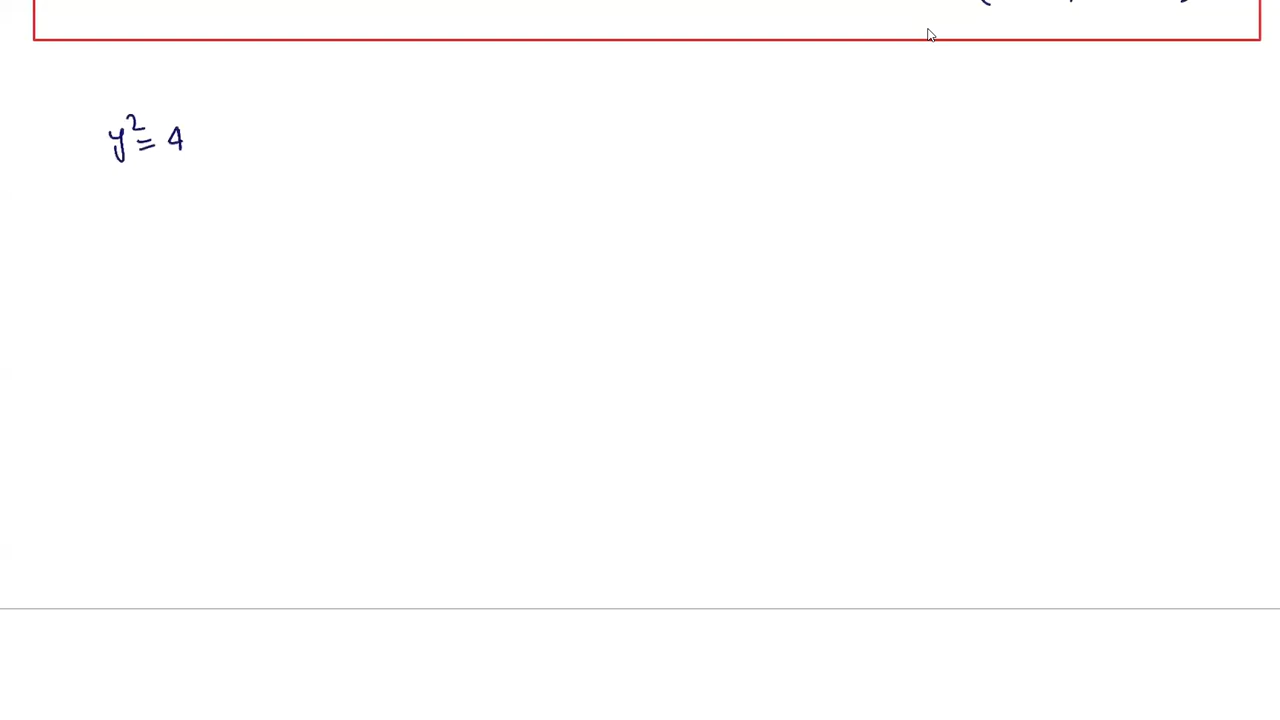 y² = 4